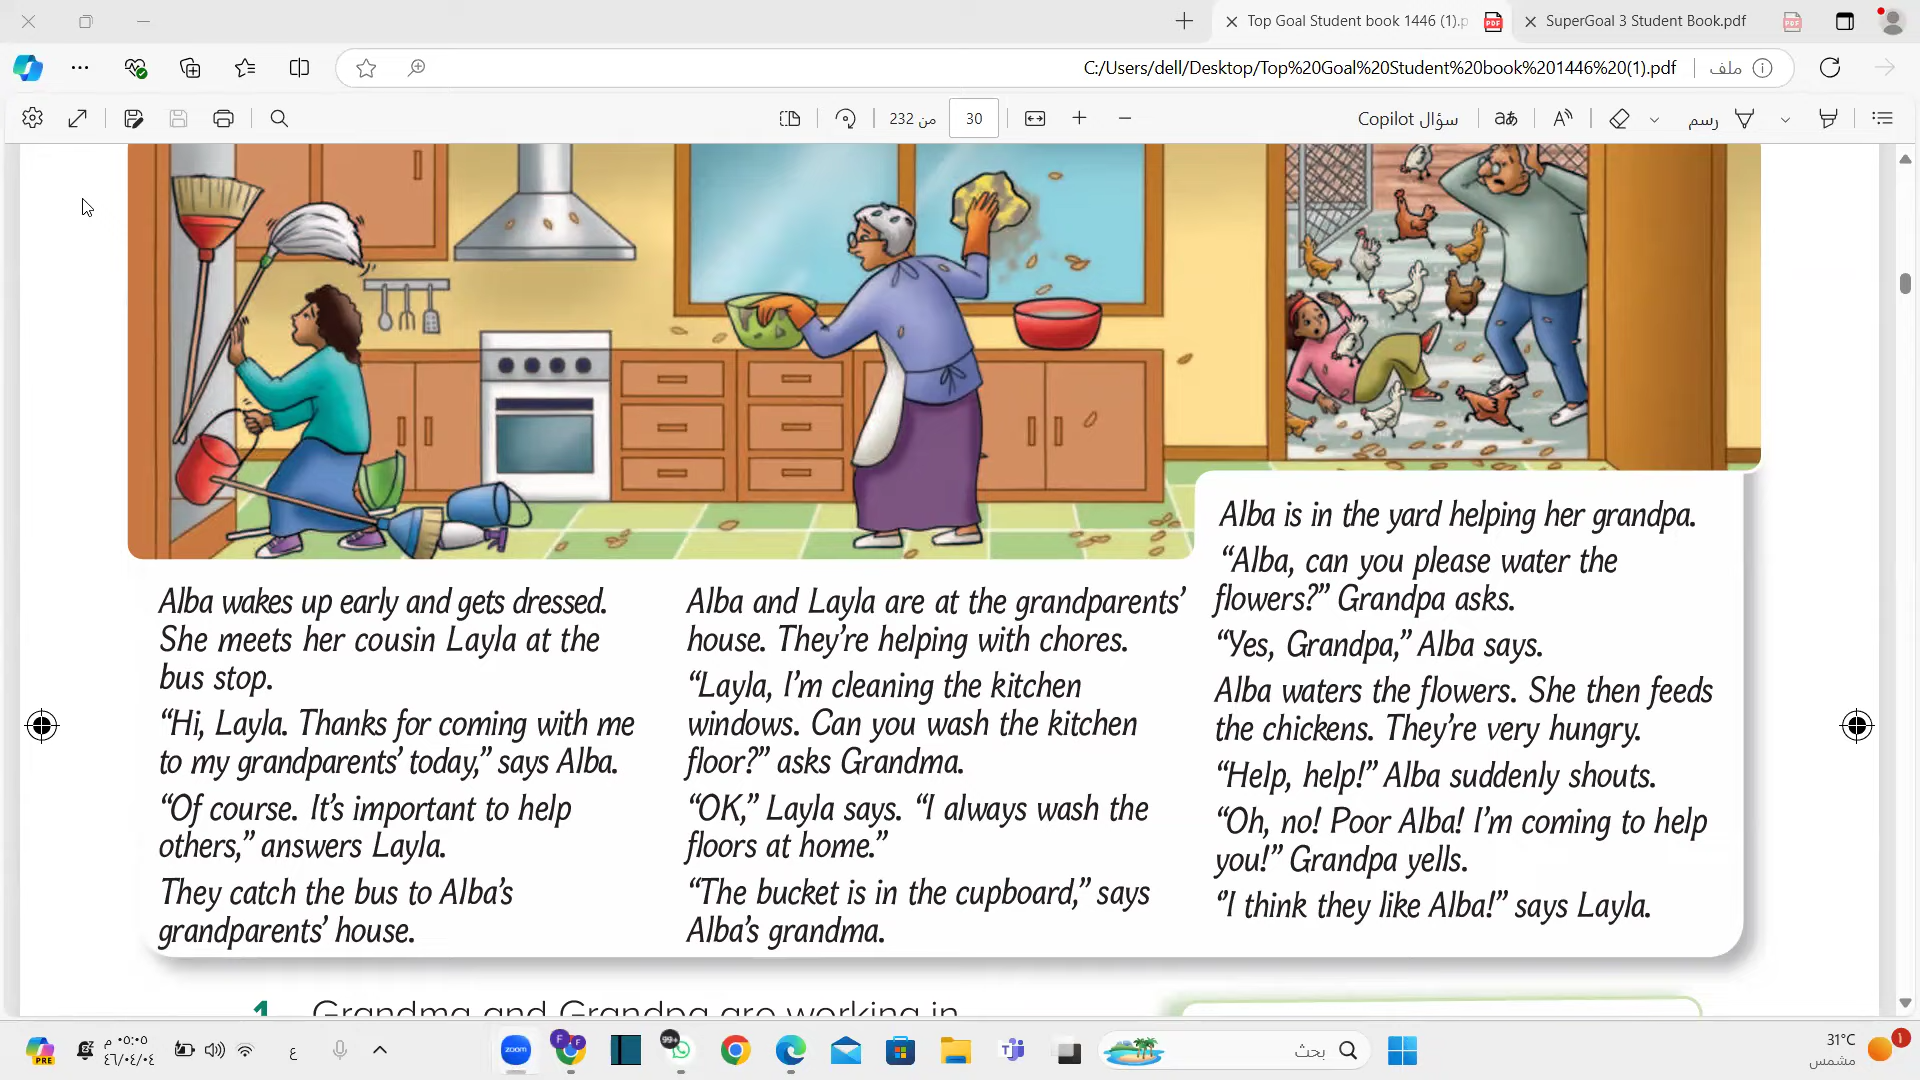 Top Goal Student book 1446 (1).p
SuperGoal 3 Student Book.pdf
C:/Users/dell/Desktop/Top%20Goal%20Student%20book%201446%20(1).pdf
ملف
30
من 232
سؤال Copilot
رسم
Alba wakes up early and gets dressed.
She meets her cousin Layla at the
bus stop.
“Hi, Layla. Thanks for coming with me
to my grandparents’ today,” says Alba.
“Of course. It’s important to help
others,” answers Layla.
They catch the bus to Alba’s
grandparents’ house.
Alba and Layla are at the grandparents’
house. They’re helping with chores.
“Layla, I’m cleaning the kitchen
windows. Can you wash the kitchen
floor?” asks Grandma.
“OK,” Layla says. “I always wash the
floors at home.”
“The bucket is in the cupboard,” says
Alba’s grandma.
Alba is in the yard helping her grandpa.
“Alba, can you please water the
flowers?” Grandpa asks.
“Yes, Grandpa,” Alba says.
Alba waters the flowers. She then feeds
the chickens. They’re very hungry.
“Help, help!” Alba suddenly shouts.
“Oh, no! Poor Alba! I’m coming to help
you!” Grandpa yells.
“I think they like Alba!” says Layla.
1 Grandma and Grandpa are working in
PRE
٠٥:٠٥ م
٤٦/٠٤/٠٤
ع
zoom
99+
بحث
31°C
مشمس
1